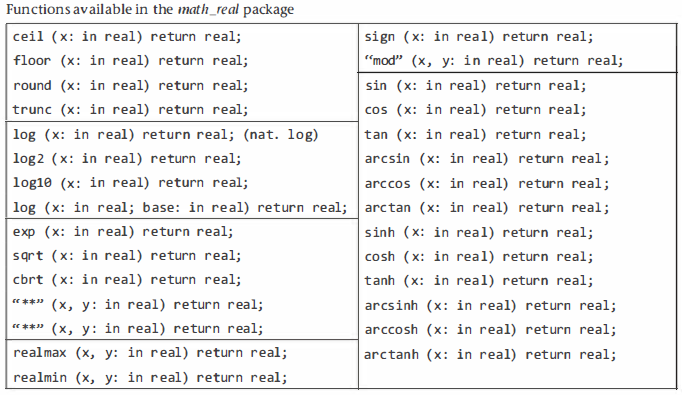 Functions available in the math_real package
ceil (x: in real) return real;
floor (x: in real) return real;
round (x: in real) return real;
trunc (x: in real) return real;
log (x: in real) return real; (nat. log)
log2 (x: in real) return real;
log10 (x: in real) return real;
log (x: in real; base: in real) return real;
exp (x: in real) return real;
sqrt (x: in real) return real;
cbrt (x: in real) return real;
“**” (x, y: in real) return real;
“**” (x, y: in real) return real;
realmax (x, y: in real) return real;
realmin (x, y: in real) return real;
sign (x: in real) return real;
“mod” (x, y: in real) return real;
sin (x: in real) return real;
cos (x: in real) return real;
tan (x: in real) return real;
arcsin (x: in real) return real;
arccos (x: in real) return real;
arctan (x: in real) return real;
sinh (x: in real) return real;
cosh (x: in real) return real;
tanh (x: in real) return real;
arcsinh (x: in real) return real;
arccosh (x: in real) return real;
arctanh (x: in real) return real;